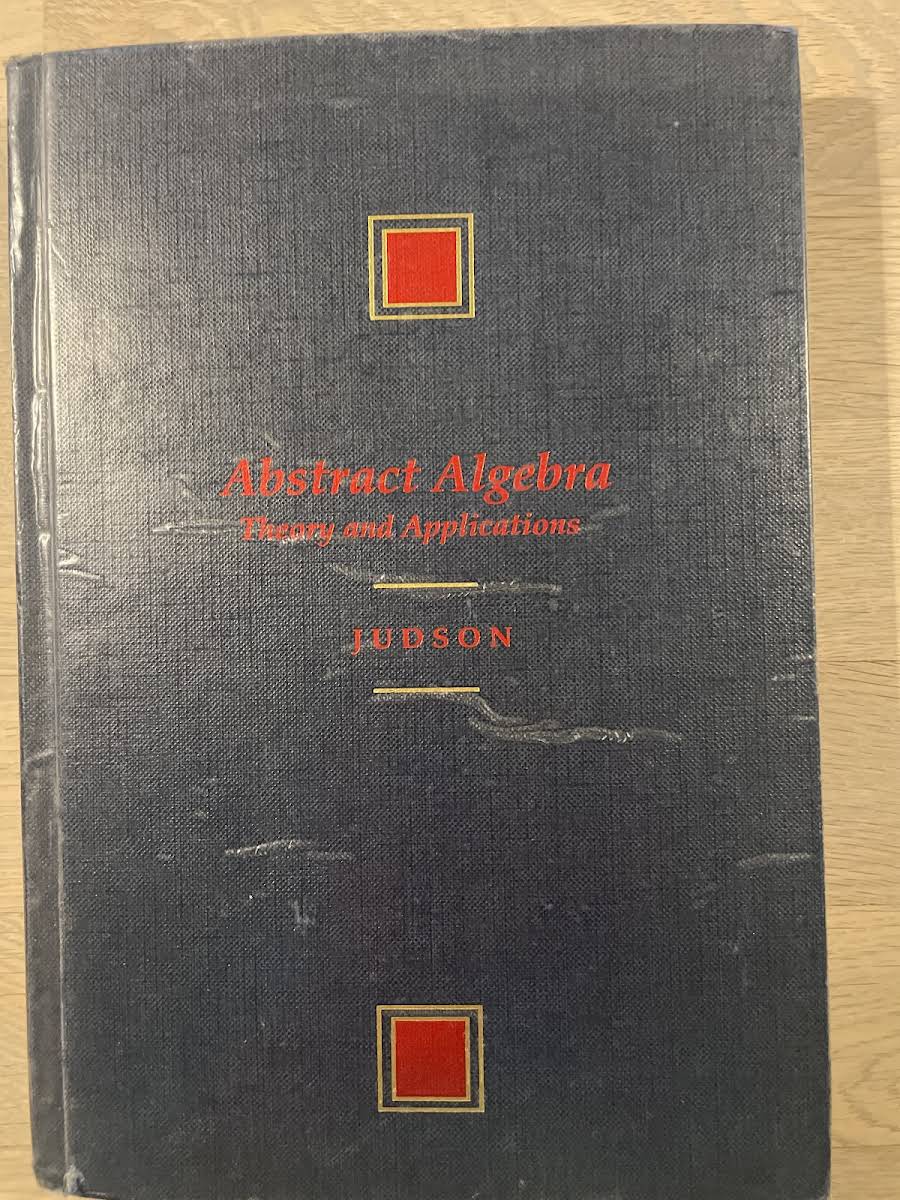 Abstract Algebra
Theory and Applications
JUDSON